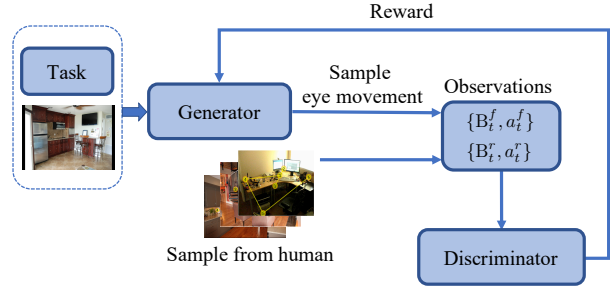 Reward
Task
Generator
Sample
eye movement
Observations
{B_t^f, a_t^f}
{B_t^r, a_t^r}
Sample from human
Discriminator